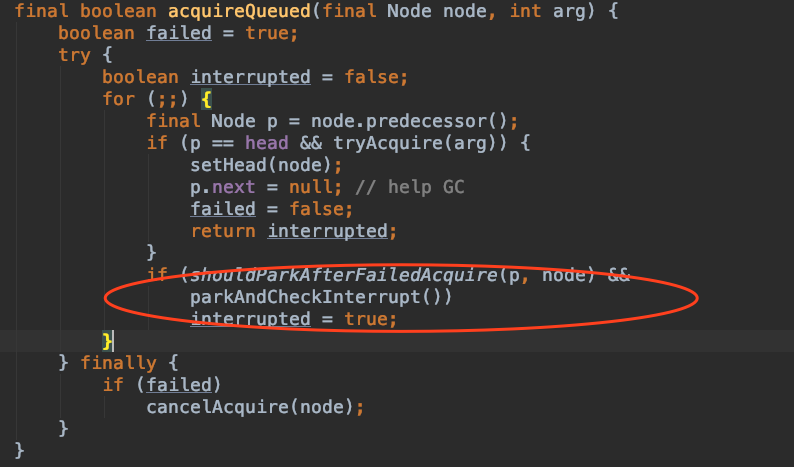 final boolean acquireQueued(final Node node, int arg) {
    boolean failed = true;
    try {
        boolean interrupted = false;
        for (;;) {
            final Node p = node.predecessor();
            if (p == head && tryAcquire(arg)) {
                setHead(node);
                p.next = null; // help GC
                failed = false;
                return interrupted;
            }
            if (shouldParkAfterFailedAcquire(p, node) &&
                parkAndCheckInterrupt())
                interrupted = true;
        }
    } finally {
        if (failed)
            cancelAcquire(node);
    }
}